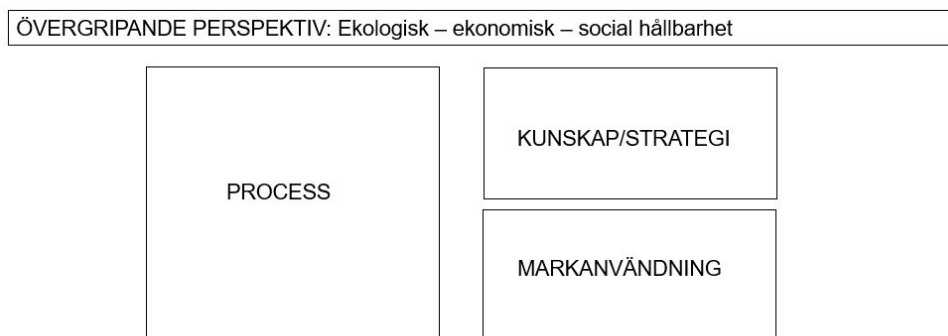 ÖVERGRIPANDE PERSPEKTIV: Ekologisk – ekonomisk – social hållbarhet
PROCESS
KUNSKAP/STRATEGI
MARKANVÄNDNING